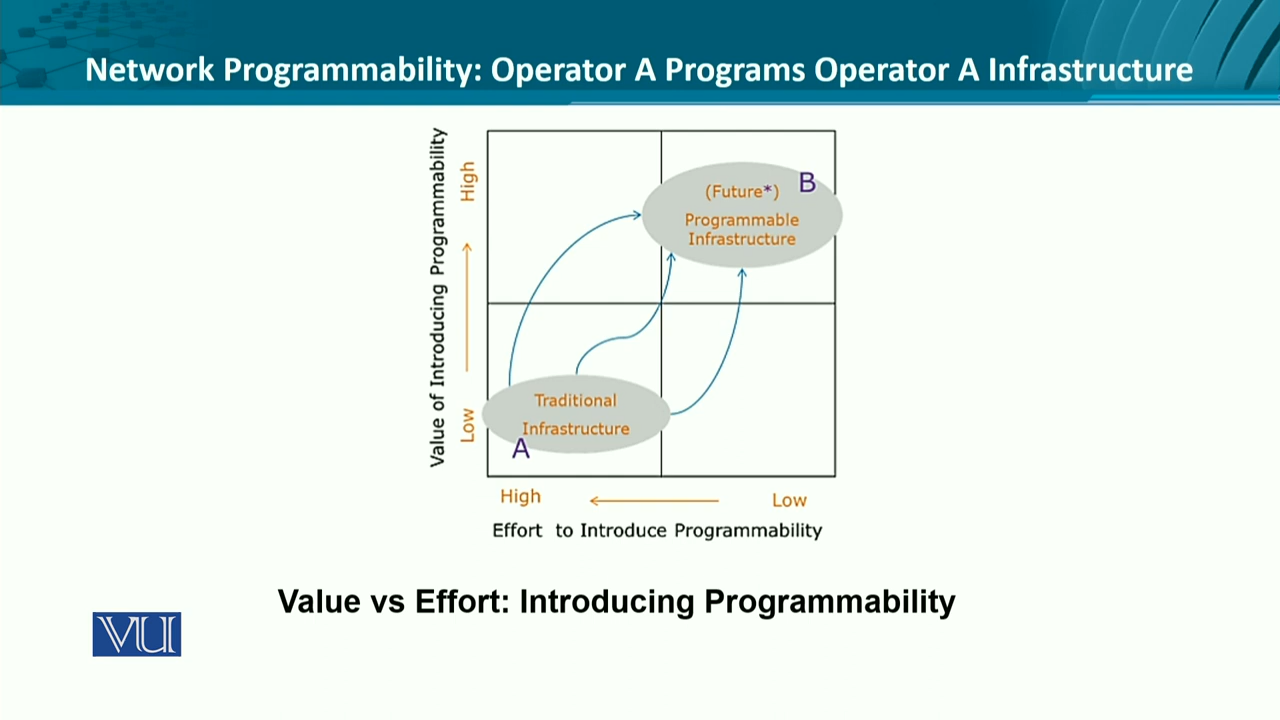 Network Programmability: Operator A Programs Operator A Infrastructure
Value of Introducing Programmability
High
Low
(Future*)
B
Programmable
Infrastructure
Traditional
Infrastructure
A
High
Low
Effort to Introduce Programmability
Value vs Effort: Introducing Programmability
VU